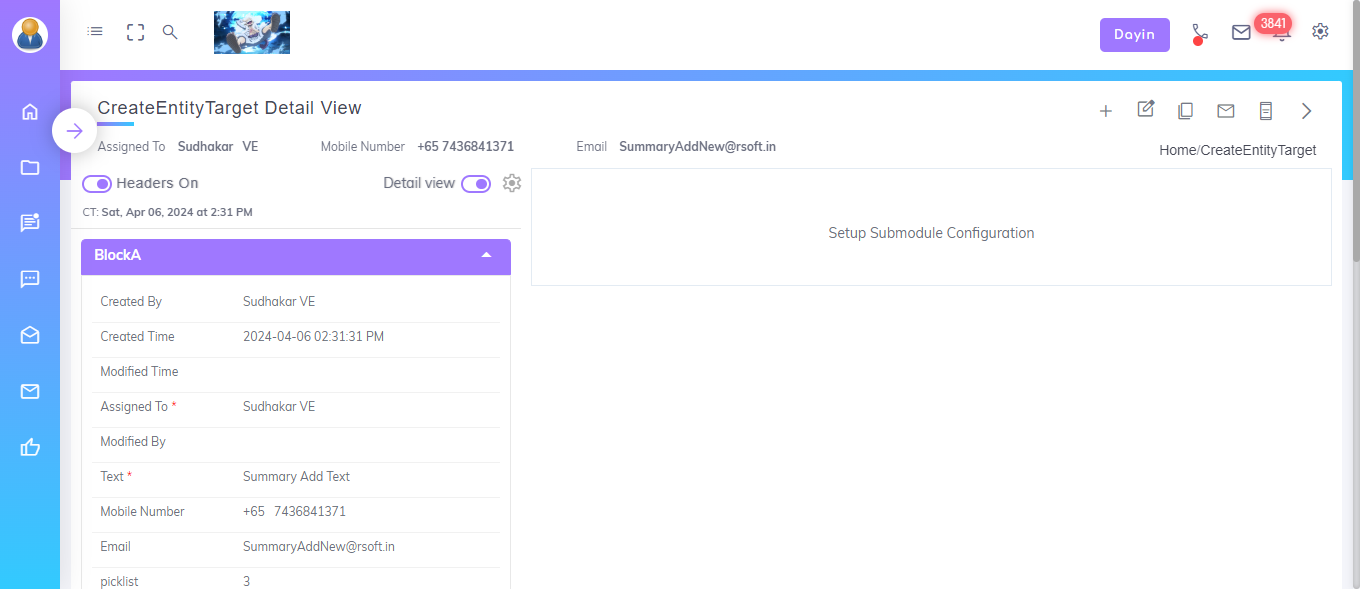 Dayin
3841
CreateEntityTarget Detail View
Assigned To Sudhakar VE Mobile Number +65 7436841371 Email SummaryAddNew@rsoft.in
Home/CreateEntityTarget
Headers On Detail view
CT: Sat, Apr 06, 2024 at 2:31 PM
Setup Submodule Configuration
BlockA
Created By Sudhakar VE
Created Time 2024-04-06 02:31:31 PM
Modified Time
Assigned To * Sudhakar VE
Modified By
Text * Summary Add Text
Mobile Number +65 7436841371
Email SummaryAddNew@rsoft.in
picklist 3